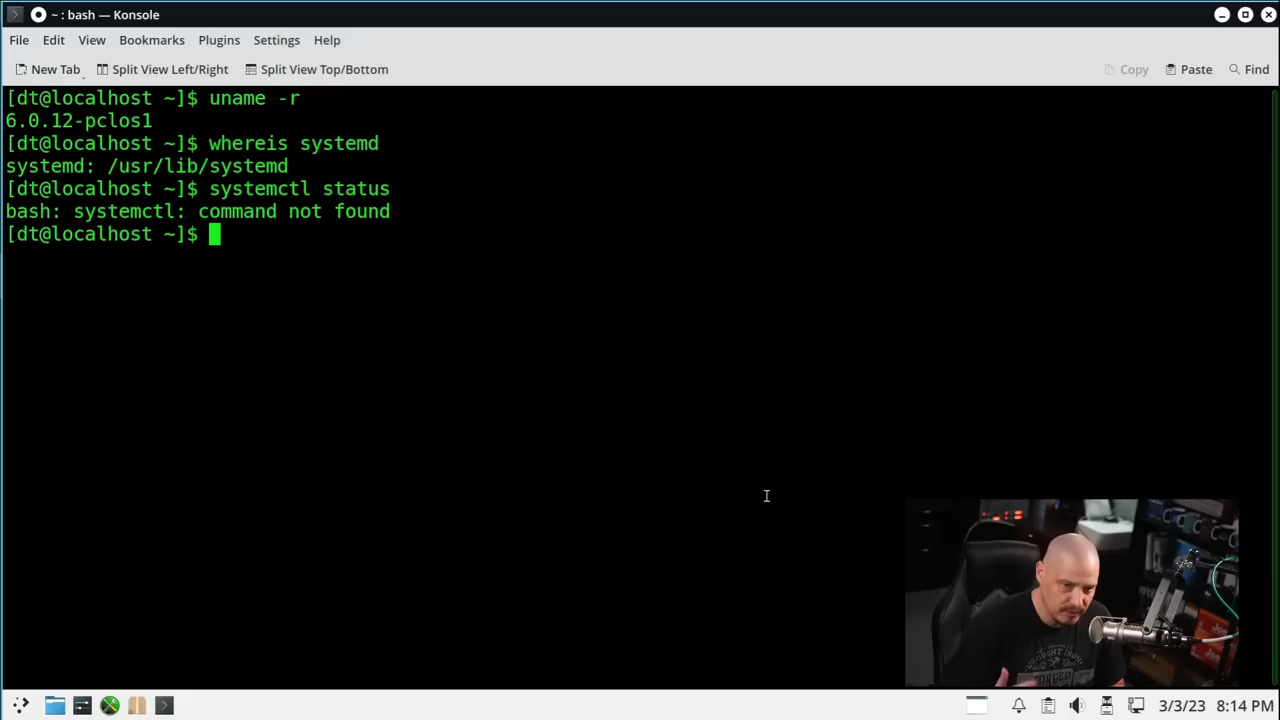 ~ : bash — Konsole
File Edit View Bookmarks Plugins Settings Help
New Tab Split View Left/Right Split View Top/Bottom Copy Paste Find
[dt@localhost ~]$ uname -r
6.0.12-pclos1
[dt@localhost ~]$ whereis systemd
systemd: /usr/lib/systemd
[dt@localhost ~]$ systemctl status
bash: systemctl: command not found
[dt@localhost ~]$
3/3/23 8:14 PM